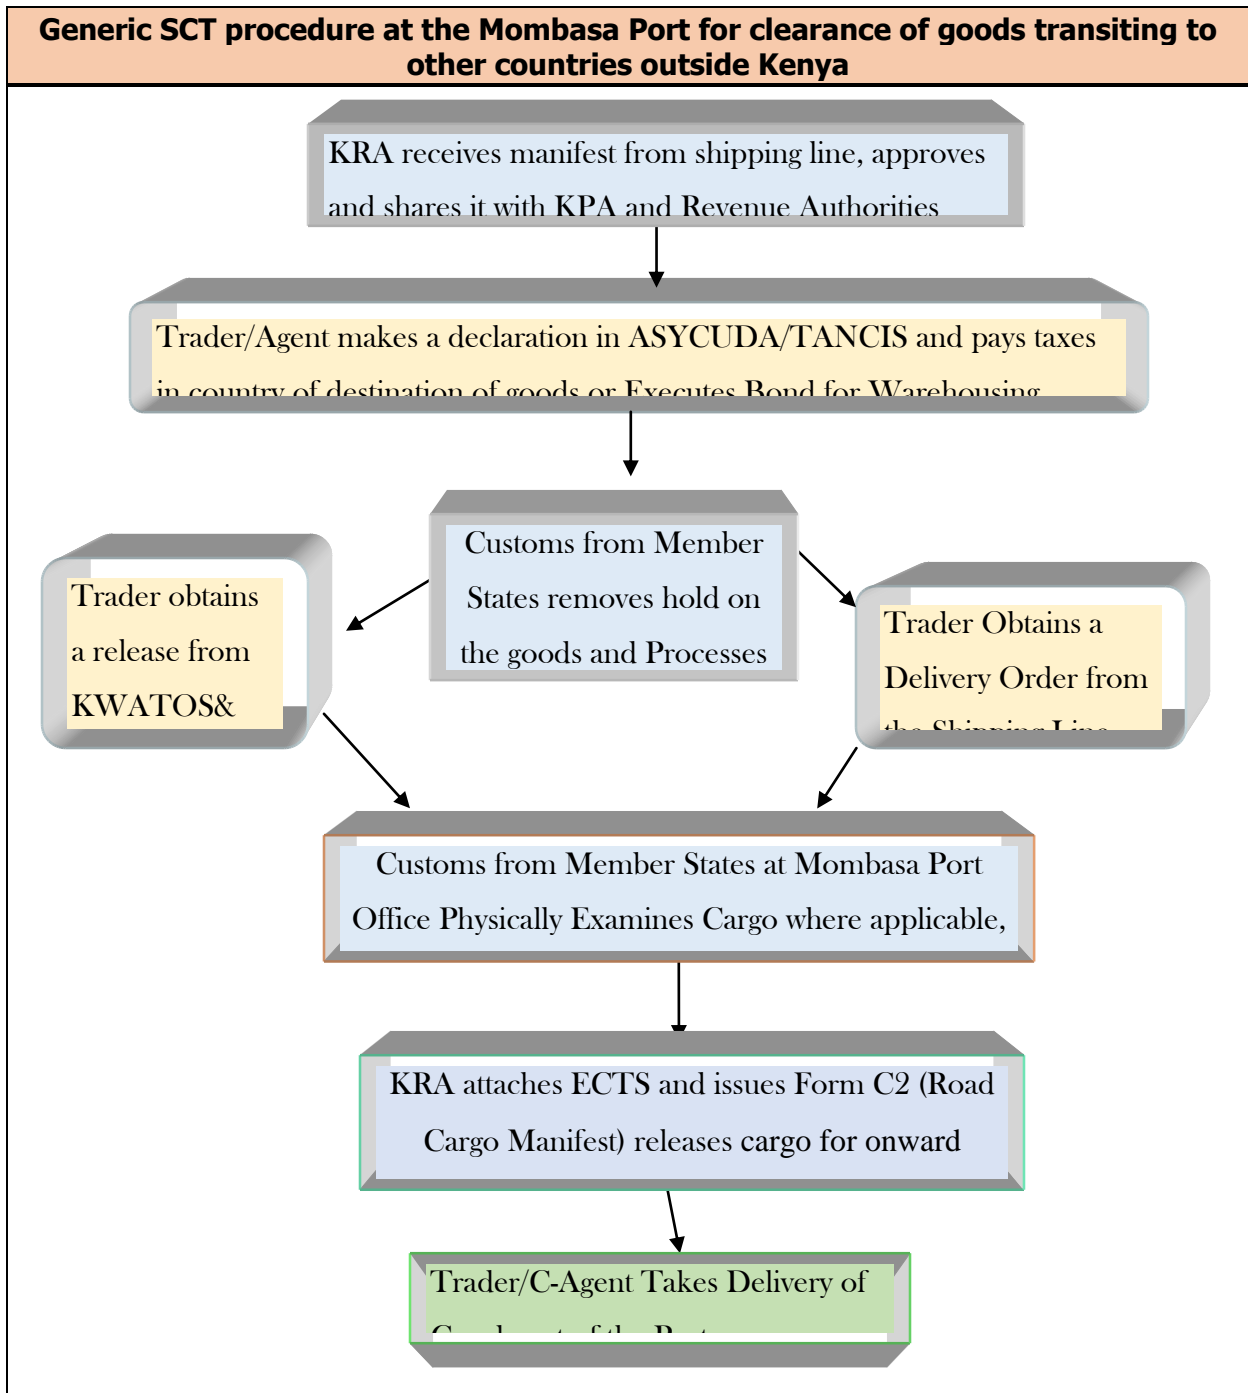 Generic SCT procedure at the Mombasa Port for clearance of goods transiting to
other countries outside Kenya
KRA receives manifest from shipping line, approves
and shares it with KPA and Revenue Authorities
Trader/Agent makes a declaration in ASYCUDA/TANCIS and pays taxes
in country of destination of goods or Executes Bond for Warehousing
Customs from Member
States removes hold on
the goods and Processes
Trader obtains
a release from
KWATOS&
Trader Obtains a
Delivery Order from
the Shipping Line
Customs from Member States at Mombasa Port
Office Physically Examines Cargo where applicable,
KRA attaches ECTS and issues Form C2 (Road
Cargo Manifest) releases cargo for onward
Trader/C-Agent Takes Delivery of
of the